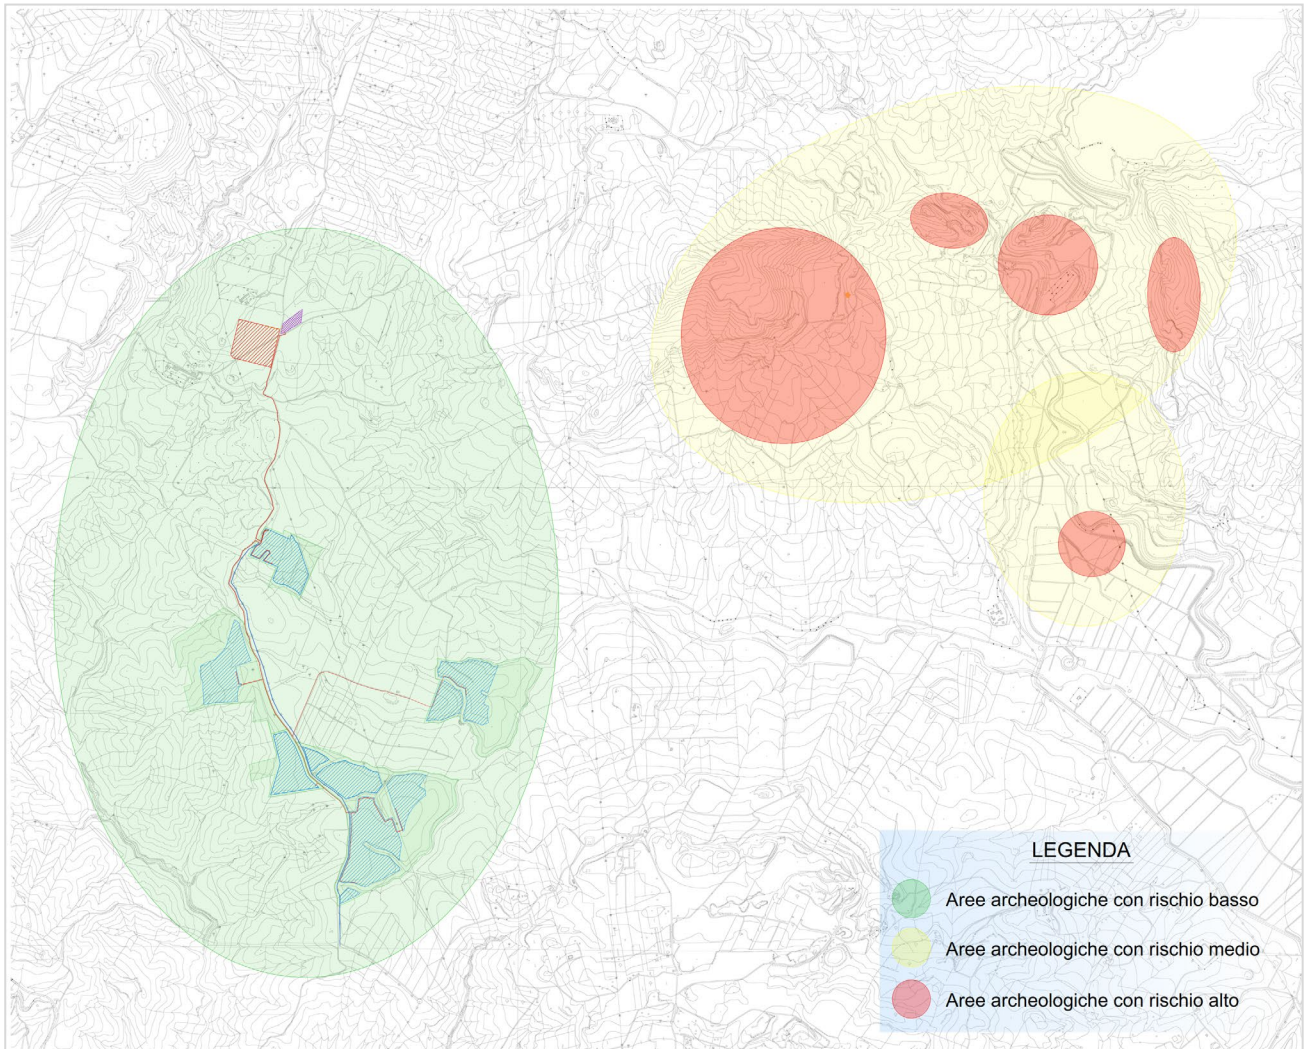 LEGENDA
Aree archeologiche con rischio basso
Aree archeologiche con rischio medio
Aree archeologiche con rischio alto